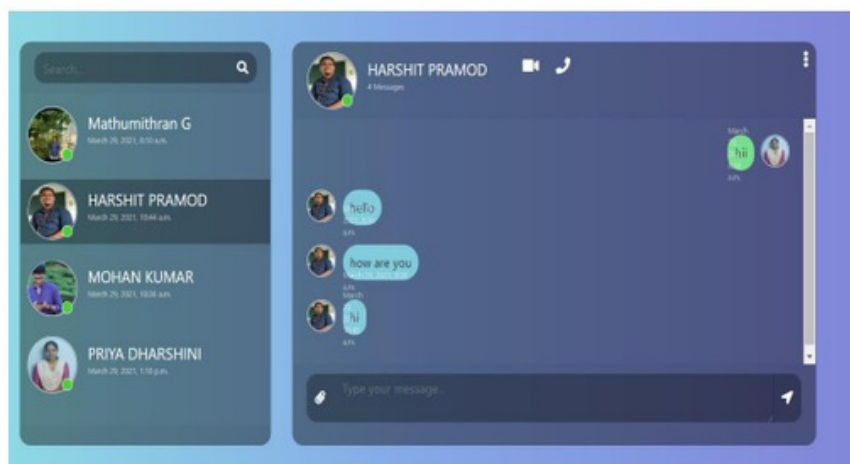 Search...
Mathumithran G
March 29, 2021, 8:10 a.m.
HARSHIT PRAMOD
March 29, 2021, 10:44 a.m.
MOHAN KUMAR
March 29, 2021, 10:06 a.m.
PRIYA DHARSHINI
March 29, 2021, 1:10 p.m.
HARSHIT PRAMOD
4 Messages
March
hii
a.m.
hello
a.m.
how are you
a.m.
March
hi
a.m.
Type your message...